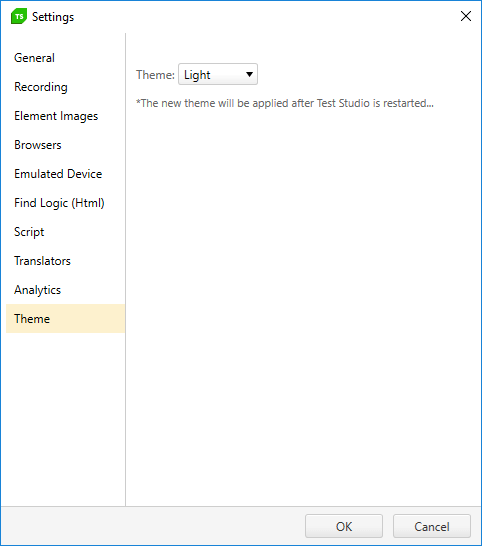 TS Settings
General
Recording
Element Images
Browsers
Emulated Device
Find Logic (Html)
Script
Translators
Analytics
Theme
Theme: Light
*The new theme will be applied after Test Studio is restarted...
OK Cancel